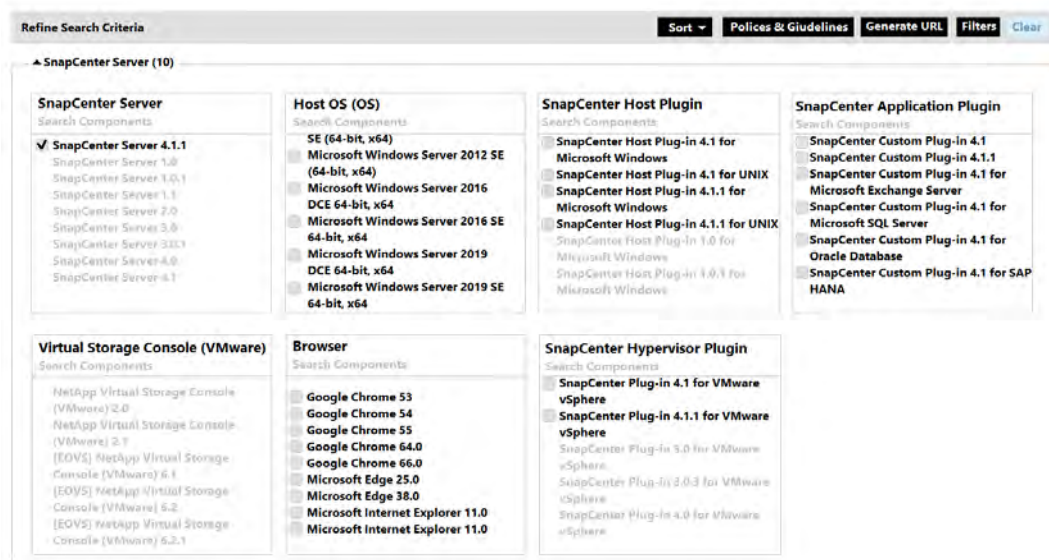 Refine Search Criteria
Sort
Polices & Giudelines
Generate URL
Filters
Clear
SnapCenter Server (10)
SnapCenter Server
Search Components
SnapCenter Server 4.1.1
SnapCenter Server 1.0
SnapCenter Server 1.0.1
SnapCenter Server 1.1
SnapCenter Server 2.0
SnapCenter Server 3.0
SnapCenter Server 3.0.1
SnapCenter Server 4.0
SnapCenter Server 4.1
Host OS (OS)
Search Components
SE (64-bit, x64)
Microsoft Windows Server 2012 SE
(64-bit, x64)
Microsoft Windows Server 2016
DCE 64-bit, x64
Microsoft Windows Server 2016 SE
64-bit, x64
Microsoft Windows Server 2019
DCE 64-bit, x64
Microsoft Windows Server 2019 SE
64-bit, x64
SnapCenter Host Plugin
Search Components
SnapCenter Host Plug-in 4.1 for
Microsoft Windows
SnapCenter Host Plug-in 4.1 for UNIX
SnapCenter Host Plug-in 4.1.1 for
Microsoft Windows
SnapCenter Host Plug-in 4.1.1 for UNIX
SnapCenter Host Plug-in 1.0 for
Microsoft Windows
SnapCenter Host Plug-in 1.0.1 for
Microsoft Windows
SnapCenter Application Plugin
Search Components
SnapCenter Custom Plug-in 4.1
SnapCenter Custom Plug-in 4.1.1
SnapCenter Custom Plug-in 4.1 for
Microsoft Exchange Server
SnapCenter Custom Plug-in 4.1 for
Microsoft SQL Server
SnapCenter Custom Plug-in 4.1 for
Oracle Database
SnapCenter Custom Plug-in 4.1 for SAP
HANA
Virtual Storage Console (VMware)
Search Components
NetApp Virtual Storage Console
(VMware) 2.0
NetApp Virtual Storage Console
(VMware) 2.1
[EOVS] NetApp Virtual Storage
Console (VMware) 6.1
[EOVS] NetApp Virtual Storage
Console (VMware) 6.2
[EOVS] NetApp Virtual Storage
Console (VMware) 6.2.1
Browser
Search Components
Google Chrome 53
Google Chrome 54
Google Chrome 55
Google Chrome 64.0
Google Chrome 66.0
Microsoft Edge 25.0
Microsoft Edge 38.0
Microsoft Internet Explorer 11.0
Microsoft Internet Explorer 11.0
SnapCenter Hypervisor Plugin
Search Components
SnapCenter Plug-in 4.1 for VMware
vSphere
SnapCenter Plug-in 4.1.1 for VMware
vSphere
SnapCenter Plug-in 3.0 for VMware
vSphere
SnapCenter Plug-in for VMware
vSphere
SnapCenter Plug-in 4.0 for VMware
vSphere